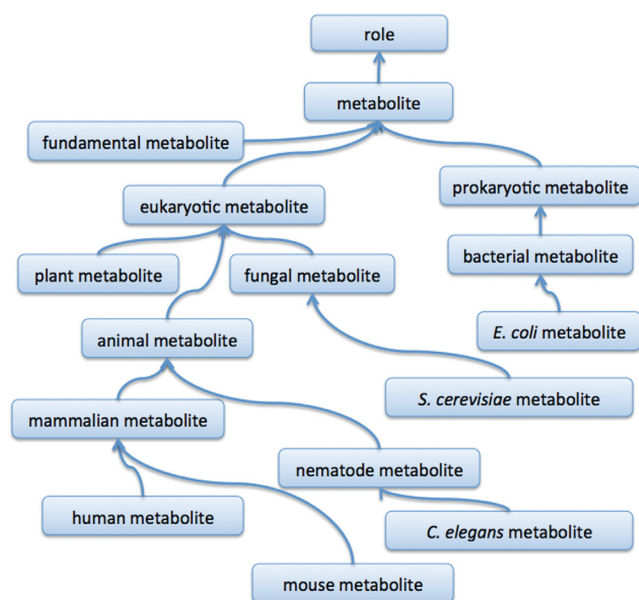 role
metabolite
fundamental metabolite
prokaryotic metabolite
eukaryotic metabolite
bacterial metabolite
plant metabolite
fungal metabolite
E. coli metabolite
animal metabolite
S. cerevisiae metabolite
mammalian metabolite
nematode metabolite
human metabolite
C. elegans metabolite
mouse metabolite